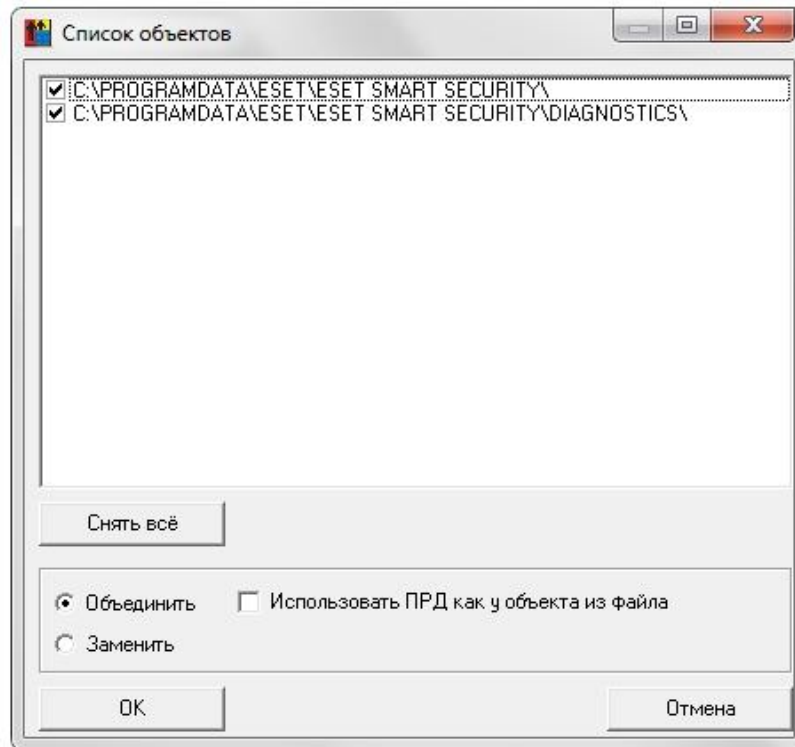 Список объектов
C:\PROGRAMDATA\ESET\ESET SMART SECURITY\
C:\PROGRAMDATA\ESET\ESET SMART SECURITY\DIAGNOSTICS\
Снять всё
Объединить Использовать ПРД как у объекта из файла
Заменить
OK Отмена